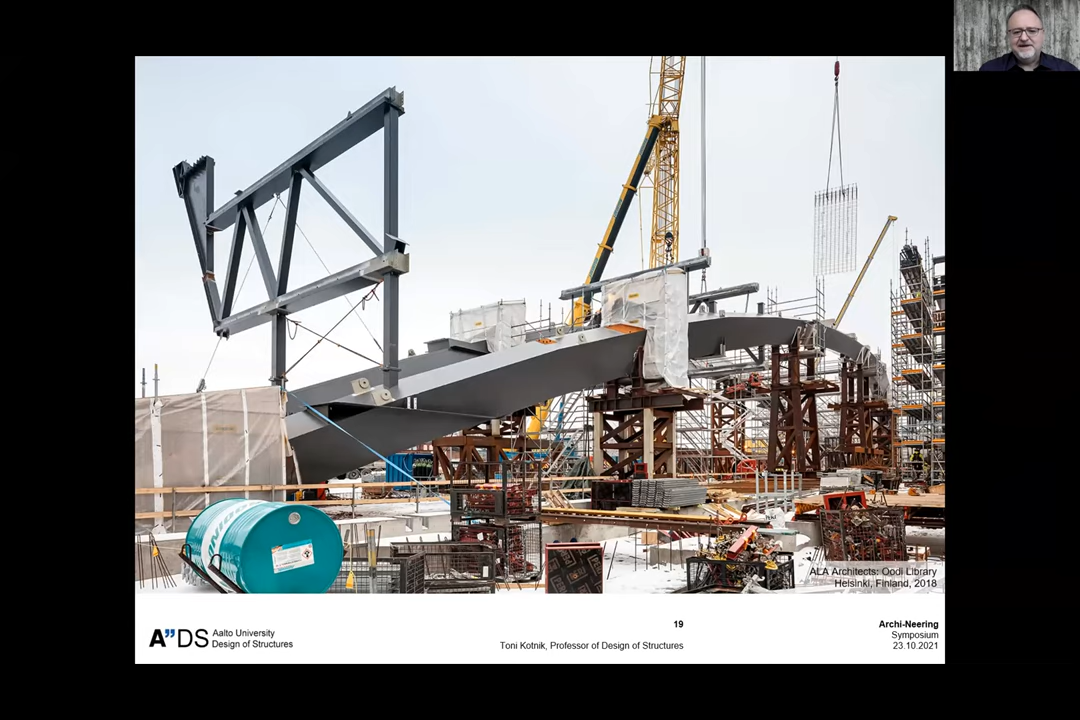 ALA Architects: Oodi Library
Helsinki, Finland, 2018
A”DS
Aalto University
Design of Structures
19
Toni Kotnik, Professor of Design of Structures
Archi-Neering
Symposium
23.10.2021